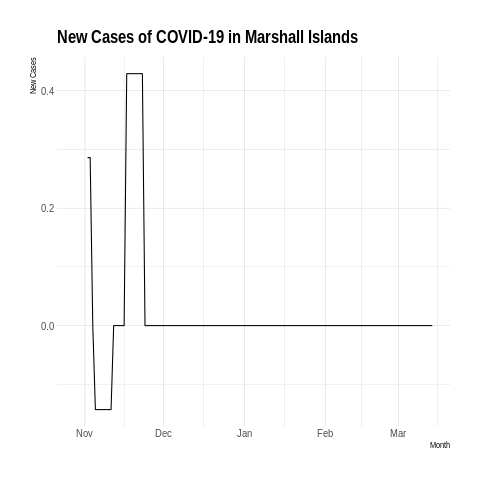 New Cases of COVID-19 in Marshall Islands
New Cases
0.4
0.2
0.0
Nov Dec Jan Feb Mar
Month